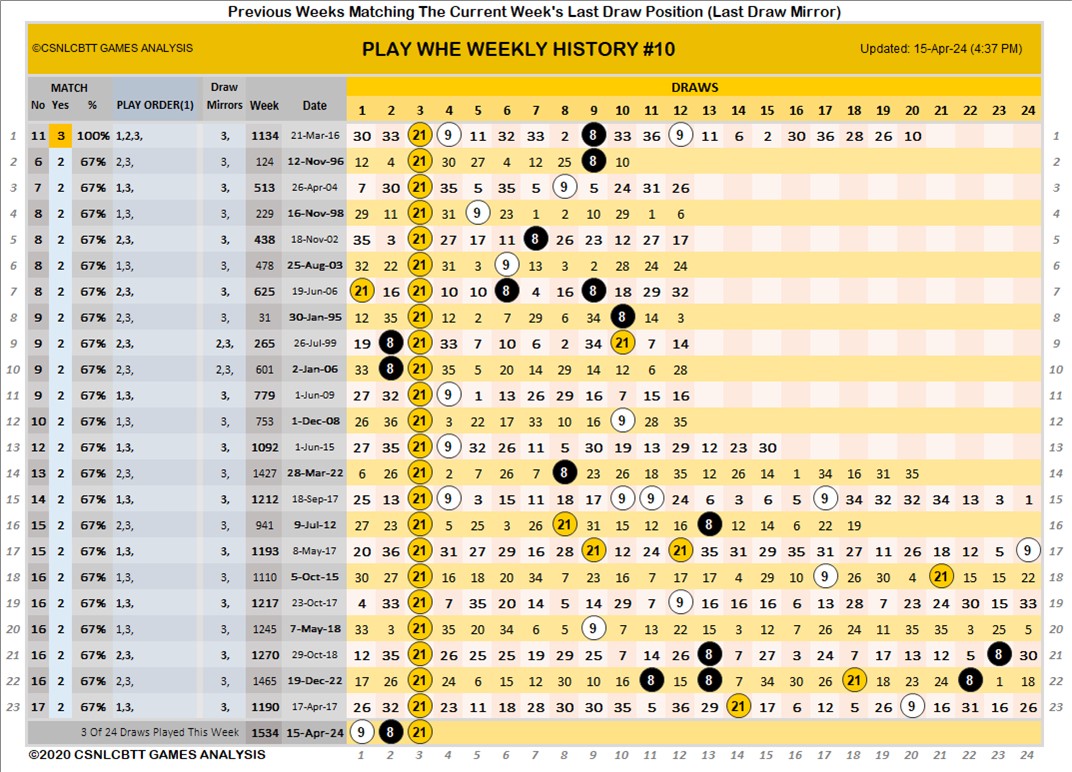 Previous Weeks Matching The Current Week's Last Draw Position (Last Draw Mirror)
©CSNLCBTT GAMES ANALYSIS PLAY WHE WEEKLY HISTORY #10 Updated: 15-Apr-24 (4:37 PM)
MATCH Draw DRAWS
No Yes % PLAY ORDER(1) Mirrors Week Date 1 2 3 4 5 6 7 8 9 10 11 12 13 14 15 16 17 18 19 20 21 22 23 24
1 11 3 100% 1,2,3, 3, 1134 21-Mar-16 30 33 21 9 11 32 33 2 8 33 36 9 11 6 2 30 36 28 26 10 1
2 6 2 67% 2,3, 3, 124 12-Nov-96 12 4 21 30 27 4 12 25 8 10 2
3 7 2 67% 1,3, 3, 513 26-Apr-04 7 30 21 35 5 35 5 9 5 24 31 26 3
4 8 2 67% 1,3, 3, 229 16-Nov-98 29 11 21 31 9 23 1 2 10 29 1 6 4
5 8 2 67% 2,3, 3, 438 18-Nov-02 35 3 21 27 17 11 8 26 23 12 27 17 5
6 8 2 67% 1,3, 3, 478 25-Aug-03 32 22 21 31 3 9 13 3 2 28 24 24 6
7 8 2 67% 2,3, 3, 625 19-Jun-06 21 16 21 10 10 8 4 16 8 18 29 32 7
8 9 2 67% 2,3, 3, 31 30-Jan-95 12 35 21 12 2 7 29 6 34 8 14 3 8
9 9 2 67% 2,3, 2,3, 265 26-Jul-99 19 8 21 33 7 10 6 2 34 21 7 14 9
10 9 2 67% 2,3, 2,3, 601 2-Jan-06 33 8 21 35 5 20 14 29 14 12 6 28 10
11 9 2 67% 1,3, 3, 779 1-Jun-09 27 32 21 9 1 13 26 29 16 7 15 16 11
12 10 2 67% 1,3, 3, 753 1-Dec-08 26 36 21 3 22 17 33 10 16 9 28 35 12
13 12 2 67% 1,3, 3, 1092 1-Jun-15 27 35 21 9 32 26 11 5 30 19 13 29 12 23 30 13
14 13 2 67% 2,3, 3, 1427 28-Mar-22 6 26 21 2 7 26 7 8 23 26 18 35 12 26 14 1 34 16 31 35 14
15 14 2 67% 1,3, 3, 1212 18-Sep-17 25 13 21 9 3 15 11 18 17 9 9 24 6 3 6 5 9 34 32 32 34 13 3 1 15
16 15 2 67% 2,3, 3, 941 9-Jul-12 27 23 21 5 25 3 26 21 31 15 12 16 8 12 14 6 22 19 16
17 15 2 67% 1,3, 3, 1193 8-May-17 20 36 21 31 27 29 16 28 21 12 24 21 35 31 29 35 31 27 11 26 18 12 5 9 17
18 16 2 67% 1,3, 3, 1110 5-Oct-15 30 27 21 16 18 20 34 7 23 16 7 17 17 4 29 10 9 26 30 4 21 15 15 22 18
19 16 2 67% 1,3, 3, 1217 23-Oct-17 4 33 21 7 35 20 14 5 14 29 7 9 16 16 16 6 13 28 7 23 24 30 15 33 19
20 16 2 67% 1,3, 3, 1245 7-May-18 33 3 21 35 20 34 6 5 9 7 13 22 15 3 12 7 26 24 11 35 35 3 25 5 20
21 16 2 67% 2,3, 3, 1270 29-Oct-18 12 35 21 26 25 25 19 29 25 7 14 26 8 7 27 3 24 7 17 13 12 5 8 30 21
22 16 2 67% 2,3, 3, 1465 19-Dec-22 17 26 21 24 6 15 12 30 10 16 8 15 8 7 34 30 26 21 18 23 24 8 1 18 22
23 17 2 67% 1,3, 3, 1190 17-Apr-17 26 32 21 23 11 18 28 30 30 35 5 36 29 21 17 6 12 5 26 9 16 31 16 26 23
3 Of 24 Draws Played This Week 1534 15-Apr-24 9 8 21
©2020 CSNLCBTT GAMES ANALYSIS 1 2 3 4 5 6 7 8 9 10 11 12 13 14 15 16 17 18 19 20 21 22 23 24